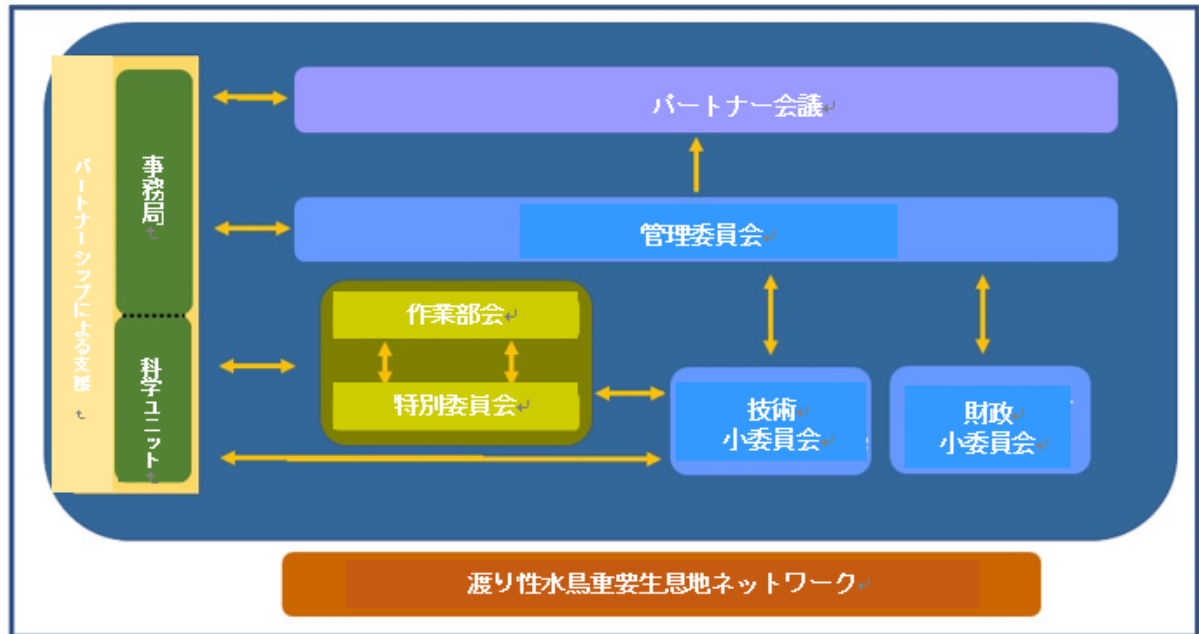 パートナー会議
管理委員会
作業部会
特別委員会
技術
小委員会
財政
小委員会
事務局
科学ユニット
パートナーシップによる支援
渡り性水鳥重要生息地ネットワーク